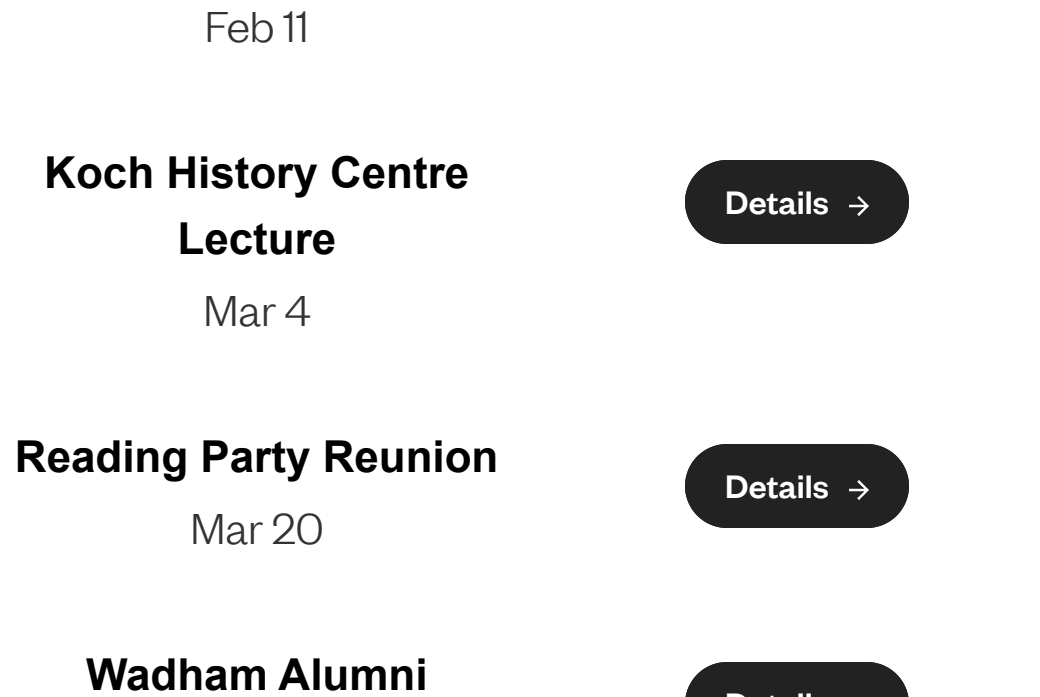 Feb 11
Koch History Centre
Lecture
Details →
Mar 4
Reading Party Reunion
Details →
Mar 20
Wadham Alumni